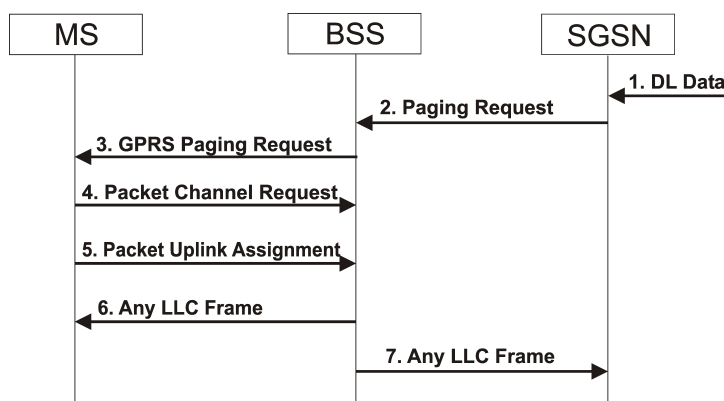 MS
BSS
SGSN
1. DL Data
2. Paging Request
3. GPRS Paging Request
4. Packet Channel Request
5. Packet Uplink Assignment
6. Any LLC Frame
7. Any LLC Frame